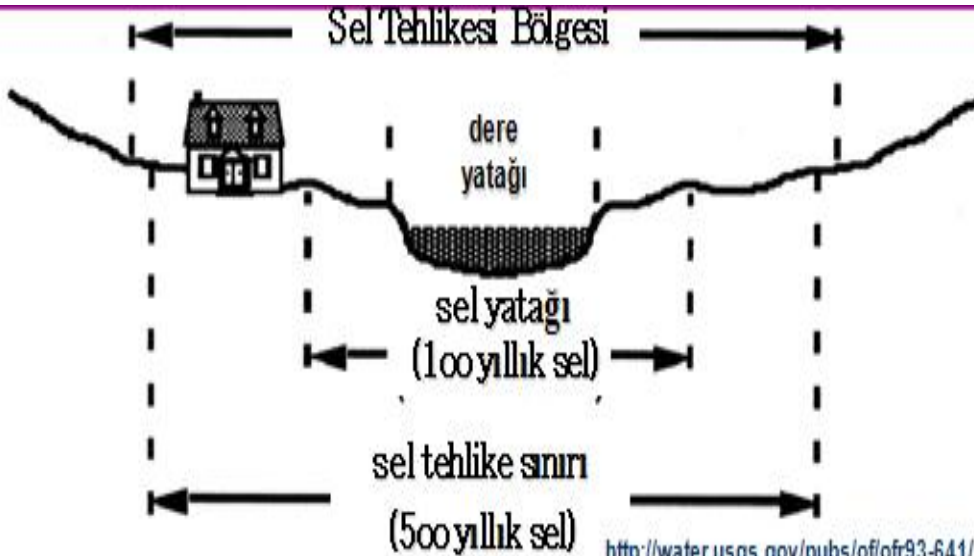 Sel Tehlikesi Bölgesi
dere
yatağı
sel yatağı
(1oo yıllık sel)
sel tehlike sınırı
(5oo yıllık sel)
http://water.usgs.gov/pubs/of/ofr93-641/